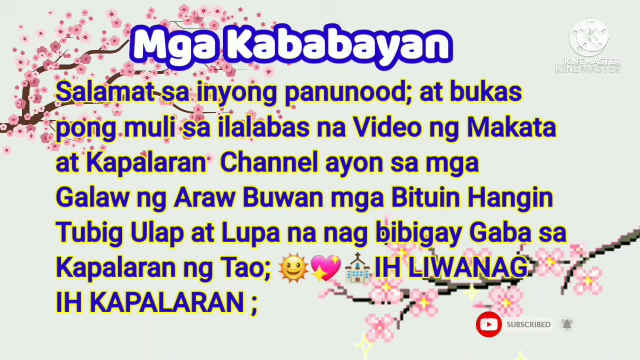 Mga Kababayan
KINEMASTER
KINEMASTER
Salamat sa inyong panunood; at bukas
pong muli sa ilalabas na Video ng Makata
at Kapalaran Channel ayon sa mga
Galaw ng Araw Buwan mga Bituin Hangin
Tubig Ulap at Lupa na nag bibigay Gaba sa
Kapalaran ng Tao; 🌞💖⛪IH LIWANAG
IH KAPALARAN ;
SUBSCRIBED